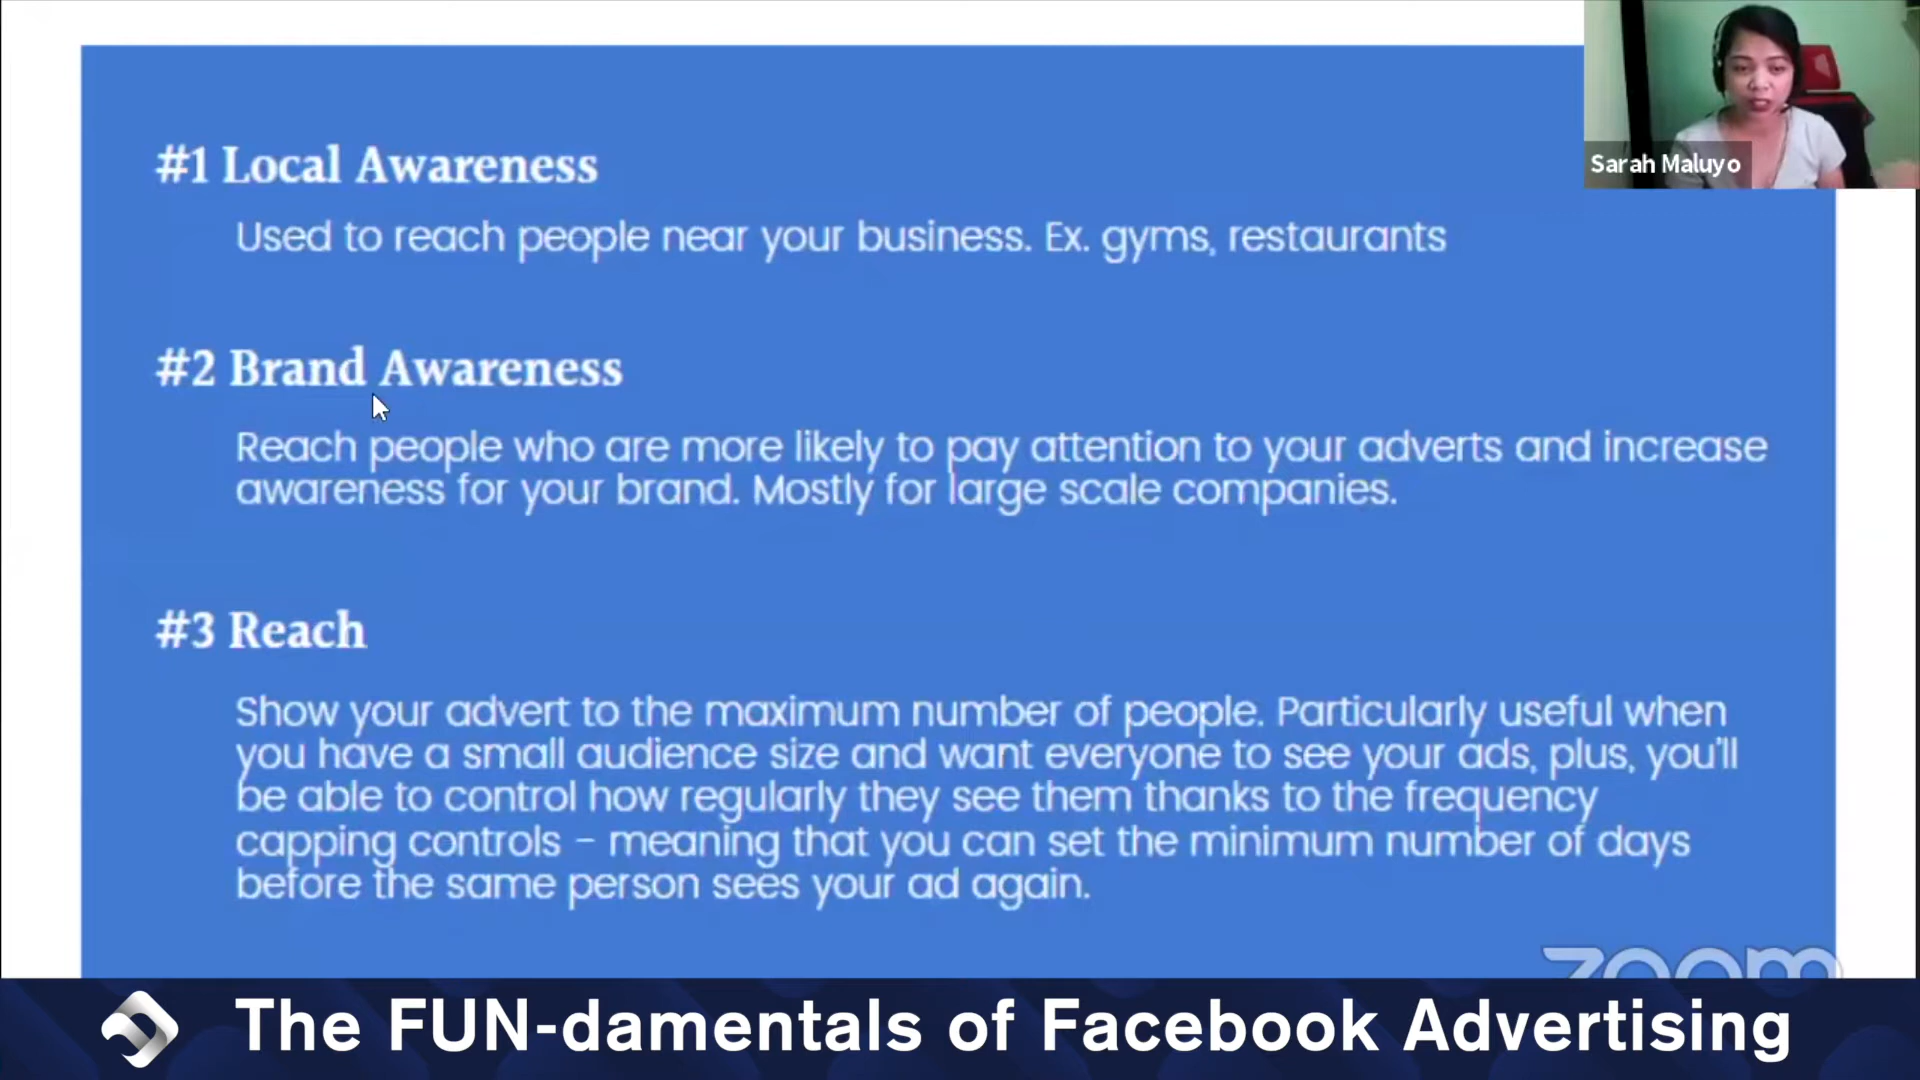 Sarah Maluyo
#1 Local Awareness
Used to reach people near your business. Ex. gyms, restaurants
#2 Brand Awareness
Reach people who are more likely to pay attention to your adverts and increase
awareness for your brand. Mostly for large scale companies.
#3 Reach
Show your advert to the maximum number of people. Particularly useful when
you have a small audience size and want everyone to see your ads, plus, you'll
be able to control how regularly they see them thanks to the frequency
capping controls – meaning that you can set the minimum number of days
before the same person sees your ad again.
zoom
The FUN-damentals of Facebook Advertising